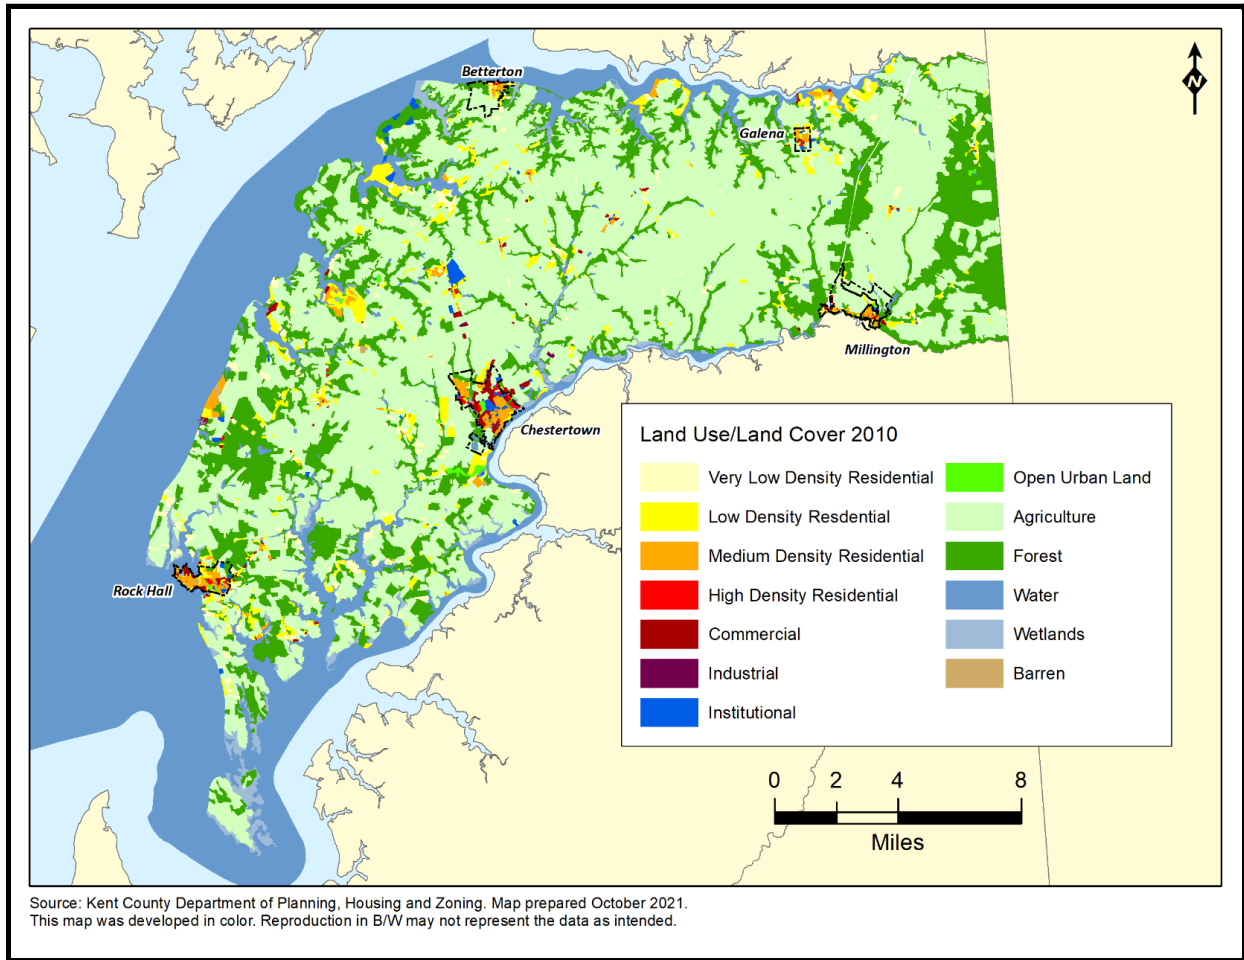 Betterton
N
Galena
Millington
Chestertown
Rock Hall
Land Use/Land Cover 2010
Very Low Density Residential
Low Density Resdential
Medium Density Residential
High Density Residential
Commercial
Industrial
Institutional
Open Urban Land
Agriculture
Forest
Water
Wetlands
Barren
0 2 4 8
Miles
Source: Kent County Department of Planning, Housing and Zoning. Map prepared October 2021.
This map was developed in color. Reproduction in B/W may not represent the data as intended.